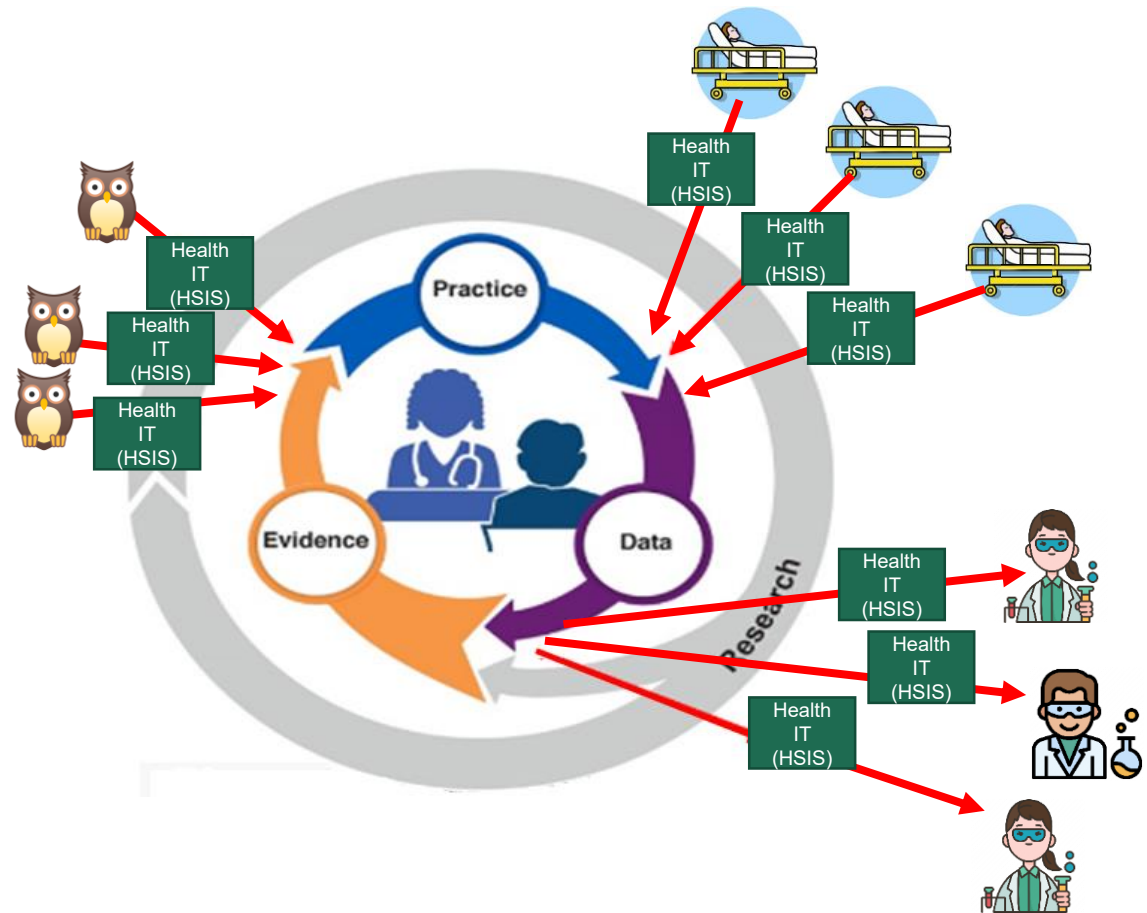 Health
IT
(HSIS)
Health
IT
(HSIS)
Health
IT
(HSIS)
Practice
Health
IT
(HSIS)
Health
IT
(HSIS)
Health
IT
(HSIS)
Evidence
Data
Research
Health
IT
(HSIS)
Health
IT
(HSIS)
Health
IT
(HSIS)